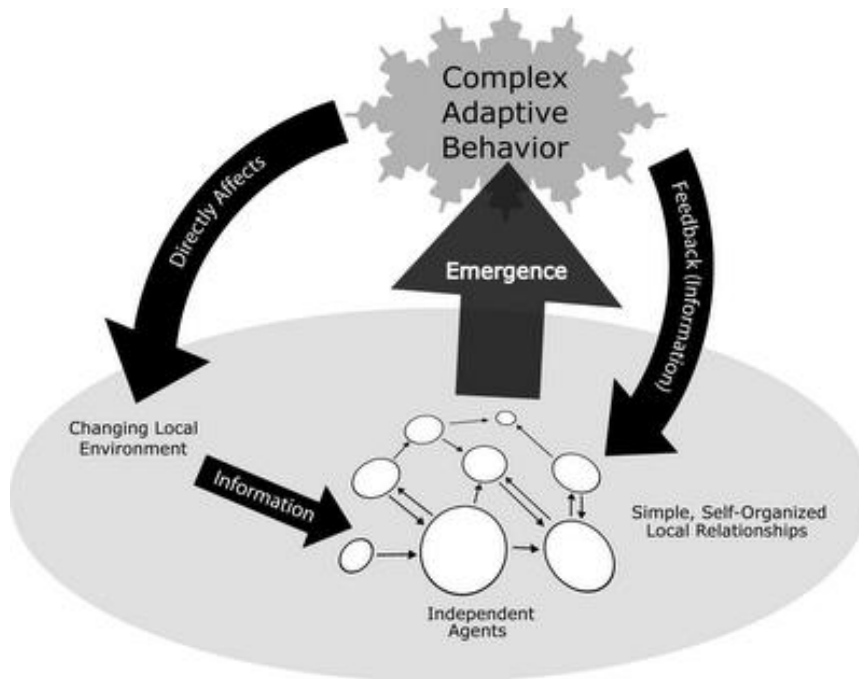 Complex
Adaptive
Behavior
Directly Affects
Feedback (Information)
Emergence
Changing Local
Environment
Information
Simple, Self-Organized
Local Relationships
Independent
Agents